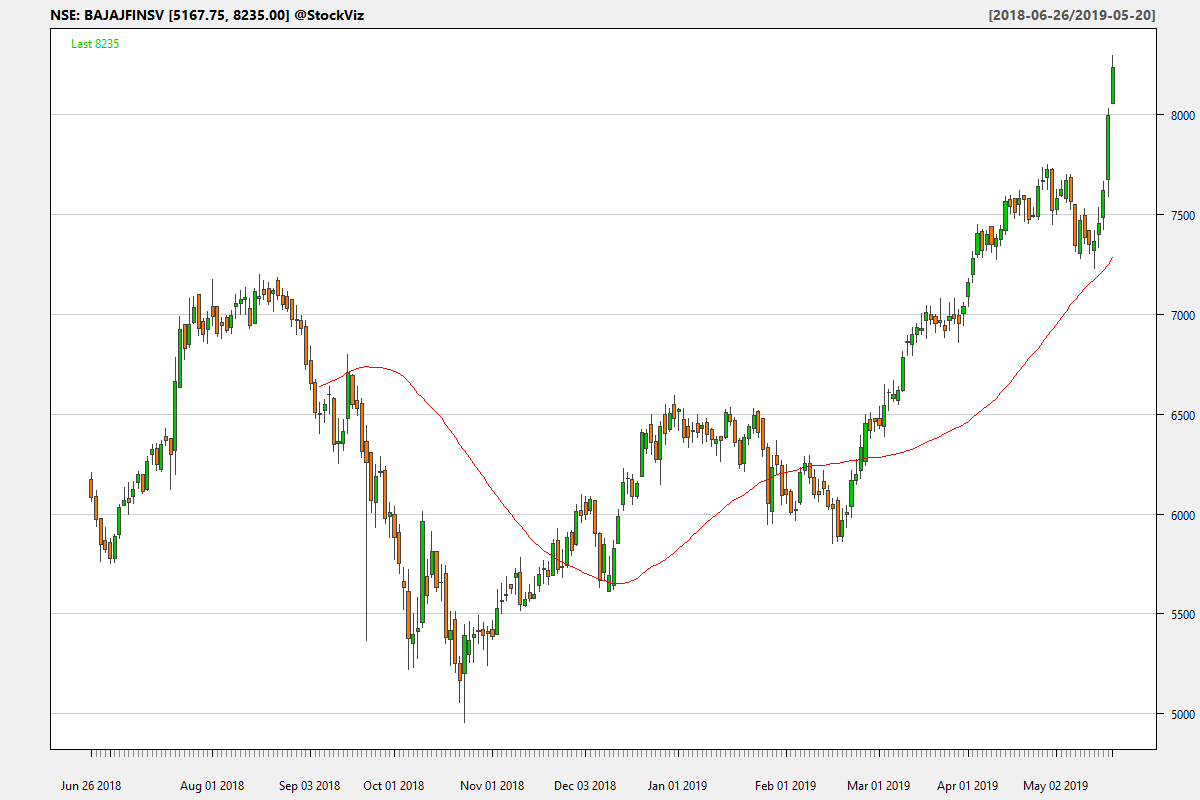 NSE: BAJAJFINSV [5167.75, 8235.00] @StockViz
[2018-06-26/2019-05-20]
Last 8235
8000
7500
7000
6500
6000
5500
5000
Jun 26 2018
Aug 01 2018
Sep 03 2018
Oct 01 2018
Nov 01 2018
Dec 03 2018
Jan 01 2019
Feb 01 2019
Mar 01 2019
Apr 01 2019
May 02 2019